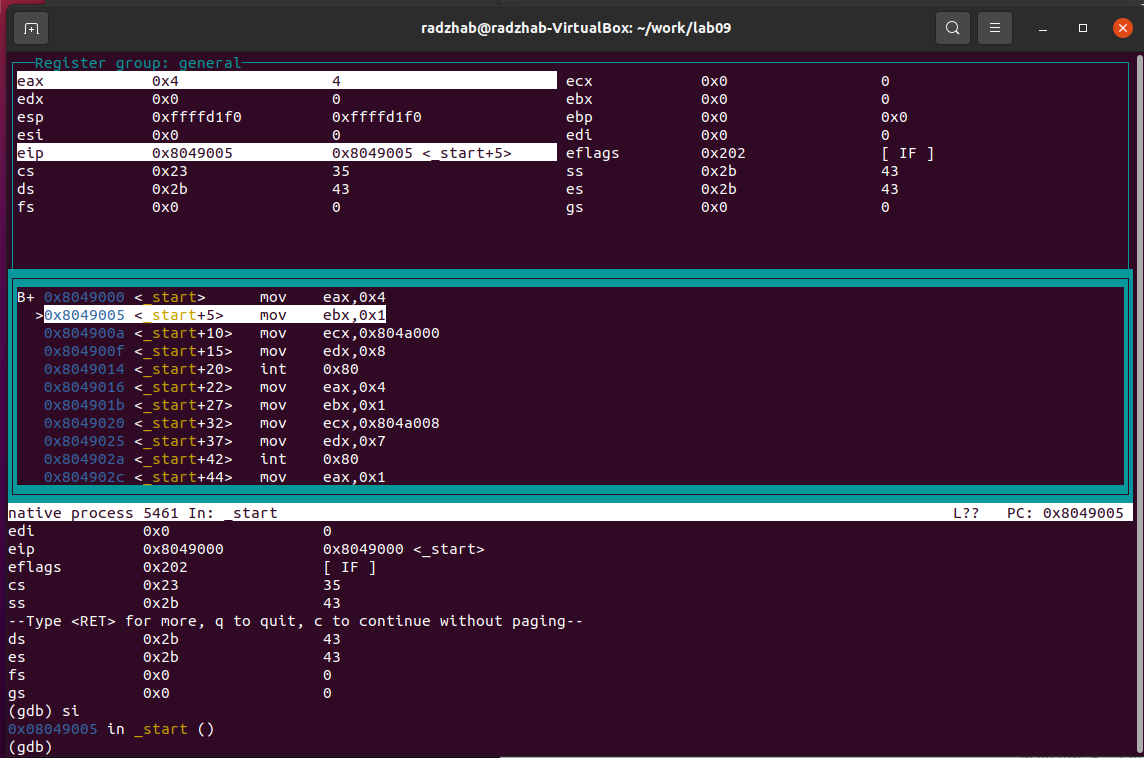 radzhab@radzhab-VirtualBox: ~/work/lab09
Register group: general
eax 0x4 4 ecx 0x0 0
edx 0x0 0 ebx 0x0 0
esp 0xffffd1f0 0xffffd1f0 ebp 0x0 0x0
esi 0x0 0 edi 0x0 0
eip 0x8049005 0x8049005 <_start+5> eflags 0x202 [ IF ]
cs 0x23 35 ss 0x2b 43
ds 0x2b 43 es 0x2b 43
fs 0x0 0 gs 0x0 0
B+ 0x8049000 <_start> mov eax,0x4
>0x8049005 <_start+5> mov ebx,0x1
0x804900a <_start+10> mov ecx,0x804a000
0x804900f <_start+15> mov edx,0x8
0x8049014 <_start+20> int 0x80
0x8049016 <_start+22> mov eax,0x4
0x804901b <_start+27> mov ebx,0x1
0x8049020 <_start+32> mov ecx,0x804a008
0x8049025 <_start+37> mov edx,0x7
0x804902a <_start+42> int 0x80
0x804902c <_start+44> mov eax,0x1
native process 5461 In: _start L?? PC: 0x8049005
edi 0x0 0
eip 0x8049000 0x8049000 <_start>
eflags 0x202 [ IF ]
cs 0x23 35
ss 0x2b 43
--Type <RET> for more, q to quit, c to continue without paging--
ds 0x2b 43
es 0x2b 43
fs 0x0 0
gs 0x0 0
(gdb) si
0x08049005 in _start ()
(gdb)